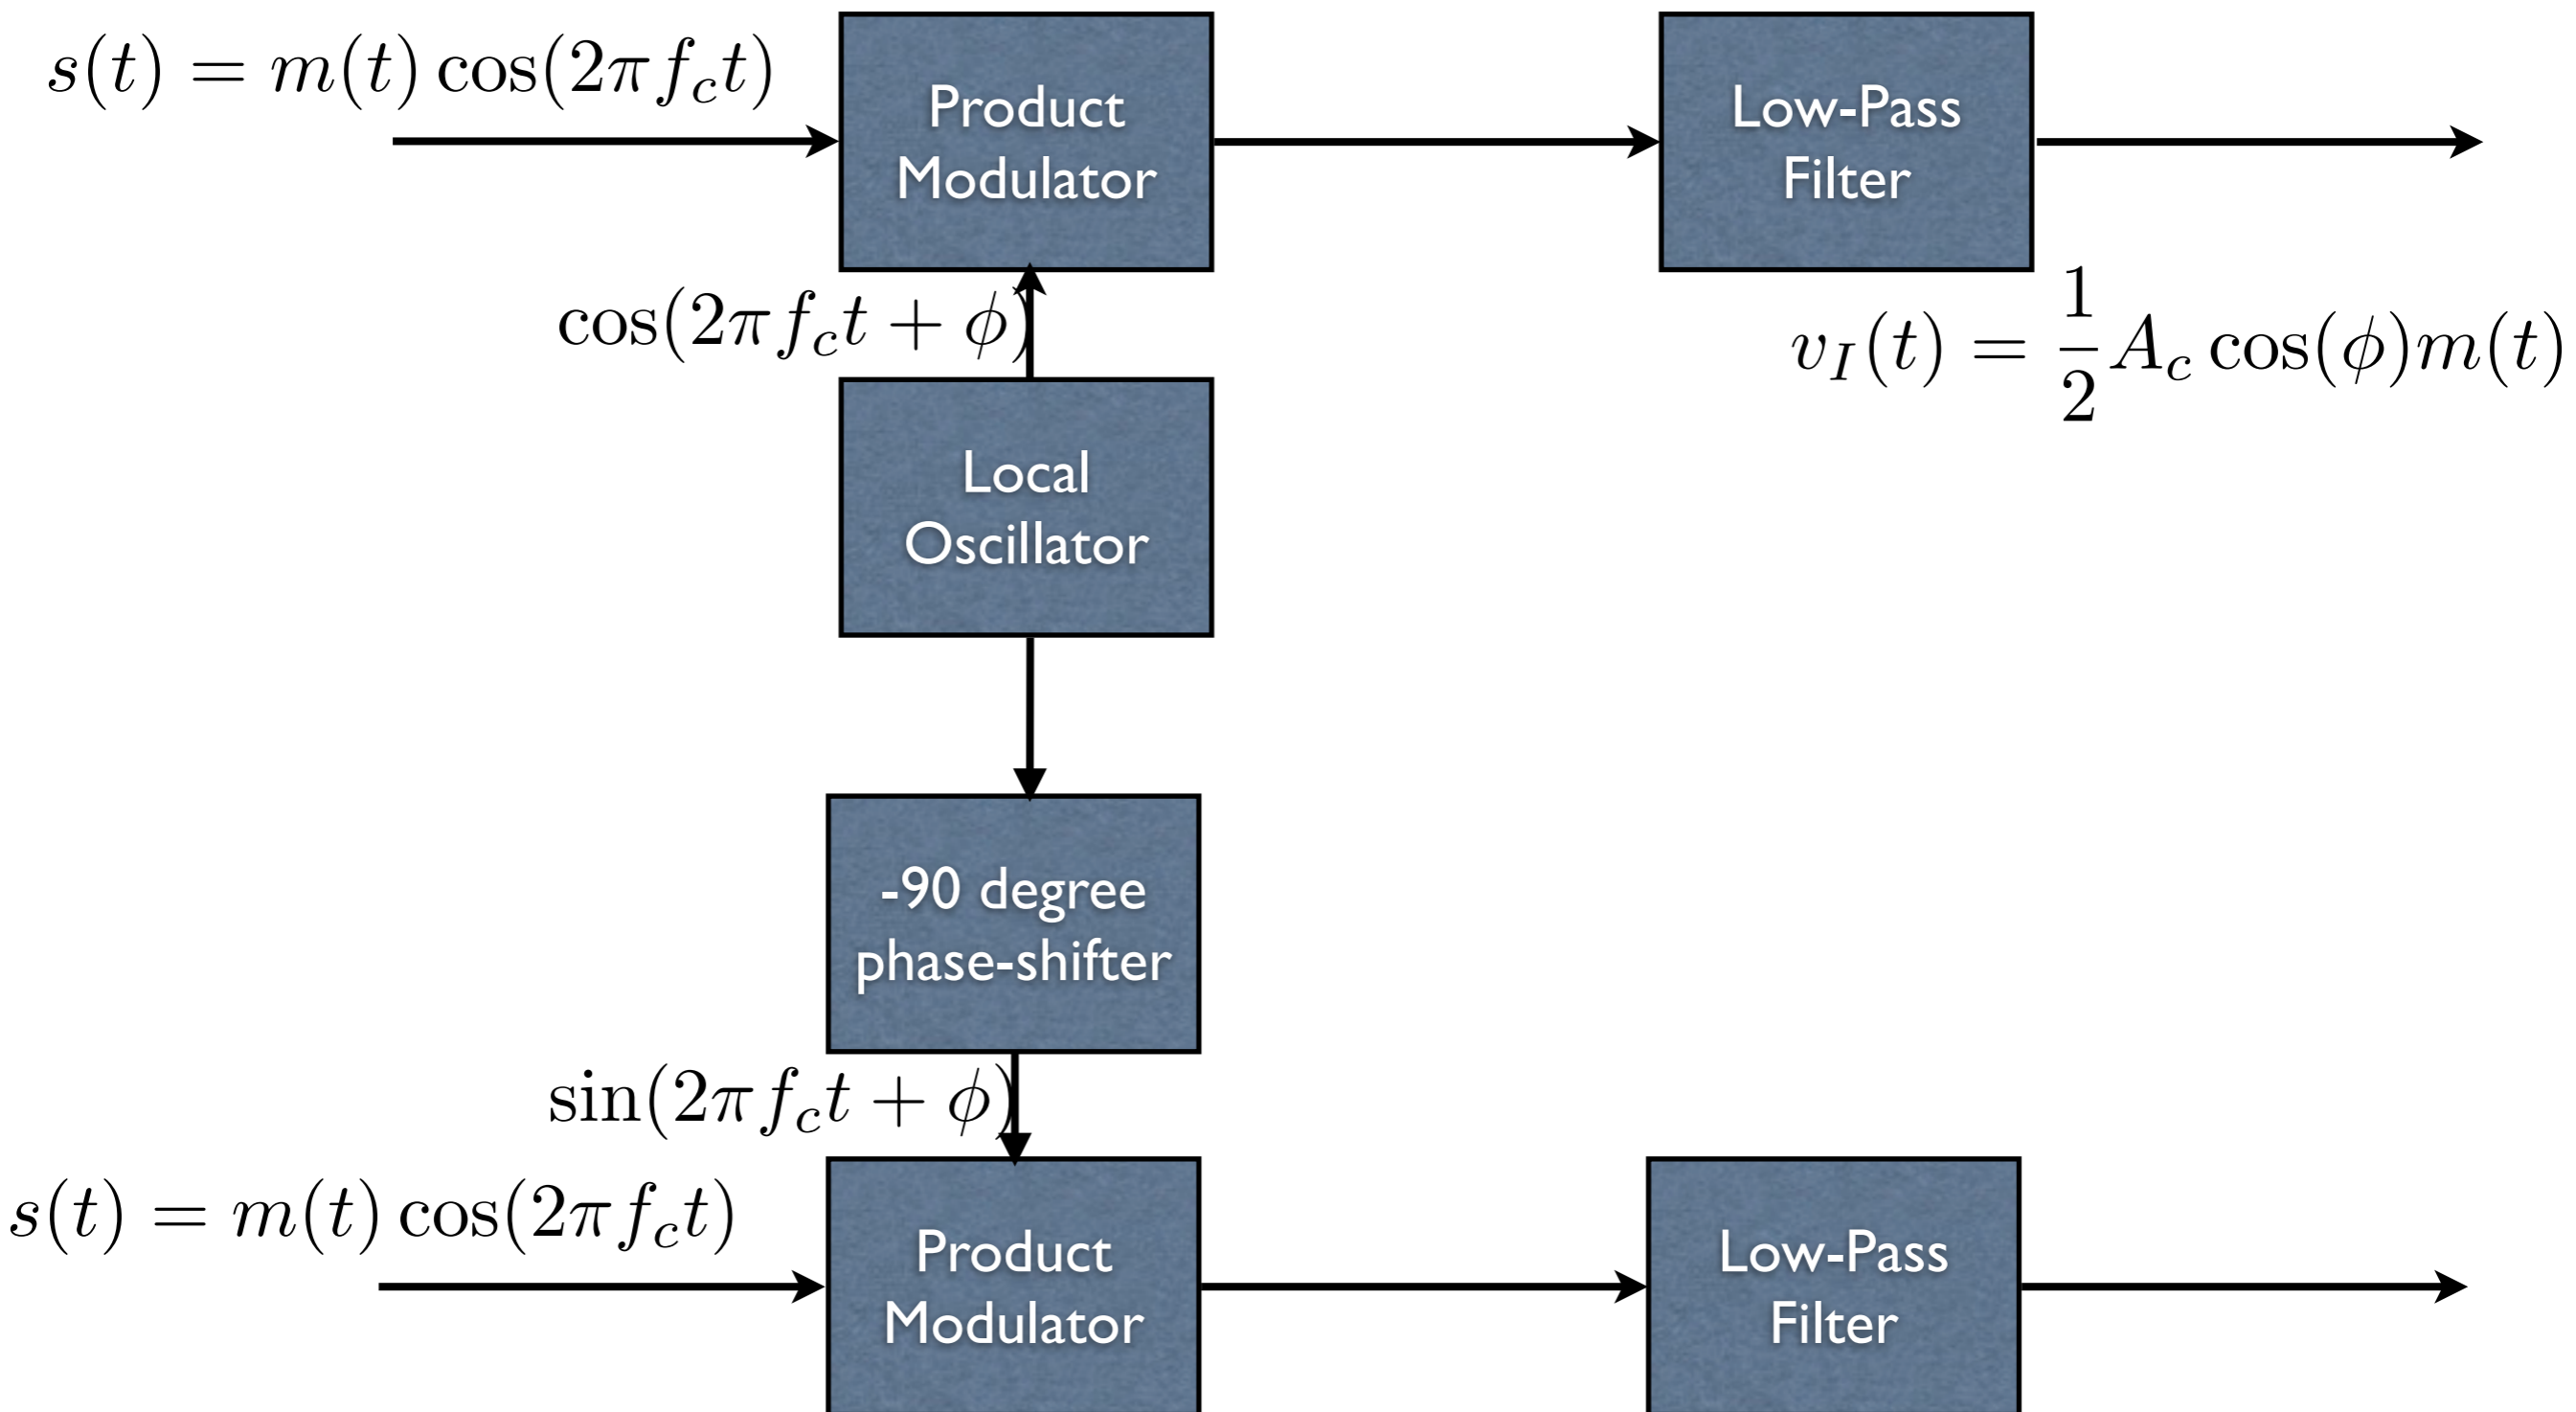 s(t) = m(t) cos(2πf_c t)
Product
Modulator
Low-Pass
Filter
cos(2πf_c t + ϕ)
v_I(t) = \frac{1}{2} A_c cos(ϕ)m(t)
Local
Oscillator
-90 degree
phase-shifter
sin(2πf_c t + ϕ)
s(t) = m(t) cos(2πf_c t)
Product
Modulator
Low-Pass
Filter